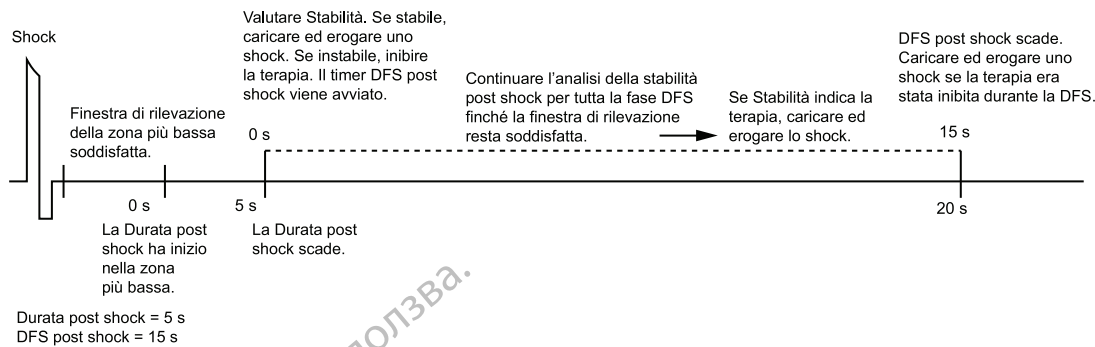 Shock
Finestra di rilevazione
della zona più bassa
soddisfatta.
Valutare Stabilità. Se stabile,
caricare ed erogare uno
shock. Se instabile, inibire
la terapia. Il timer DFS post
shock viene avviato.
0 s
Continuare l'analisi della stabilità
post shock per tutta la fase DFS
finché la finestra di rilevazione
resta soddisfatta.
Se Stabilità indica la
terapia, caricare ed
erogare lo shock.
DFS post shock scade.
Caricare ed erogare uno
shock se la terapia era
stata inibita durante la DFS.
15 s
0 s
5 s
20 s
La Durata post
shock ha inizio
nella zona
più bassa.
La Durata post
shock scade.
Durata post shock = 5 s
DFS post shock = 15 s